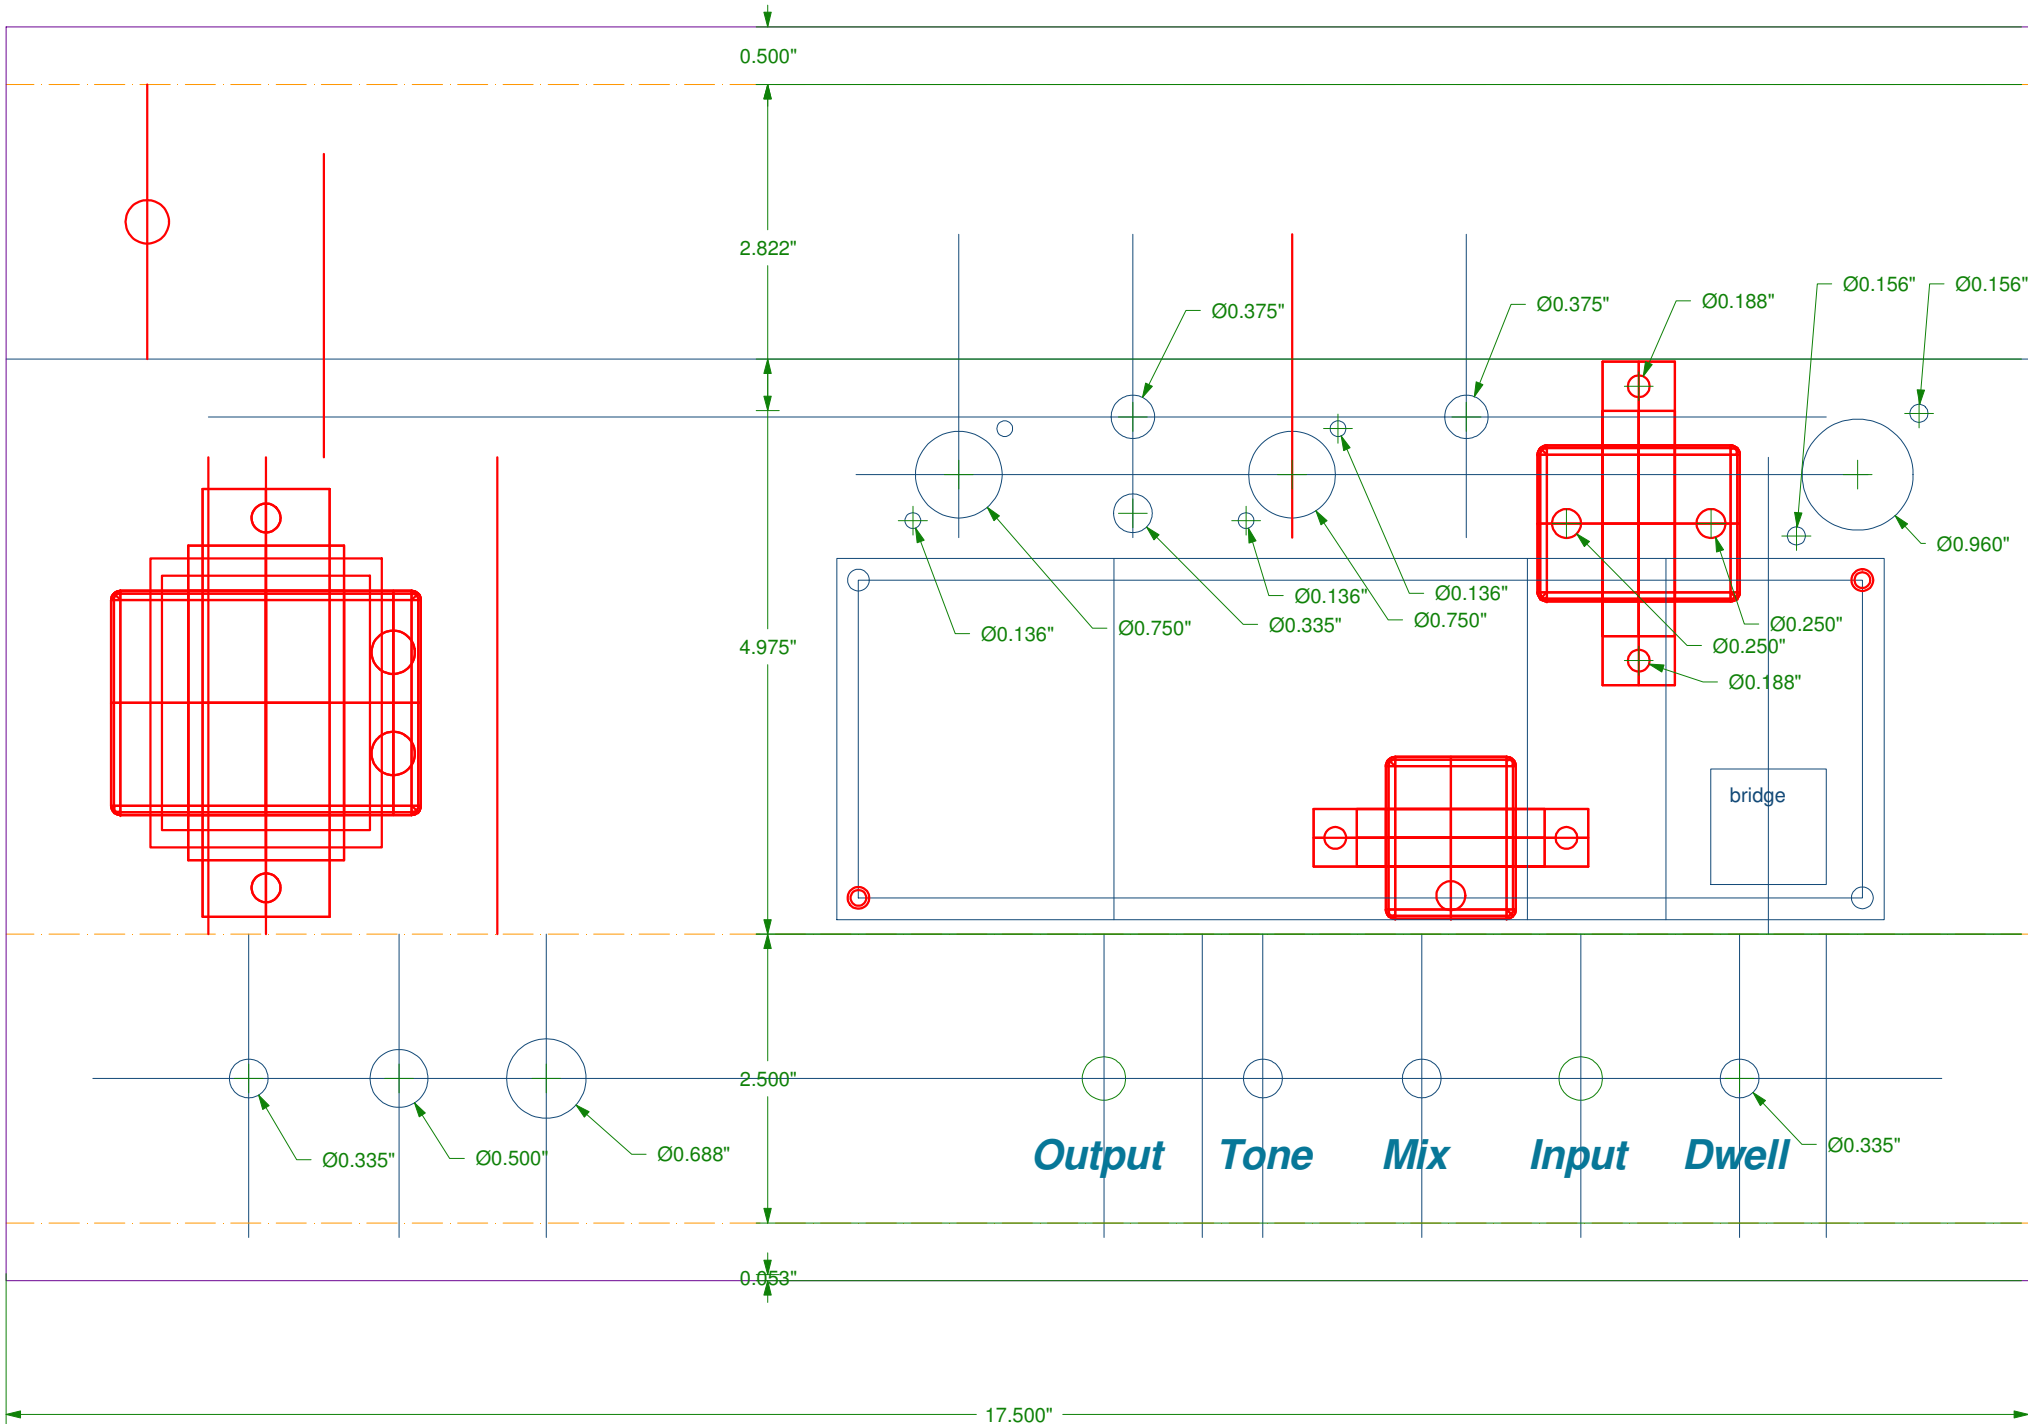 0.500"
2.822"
Ø0.156"
Ø0.156"
Ø0.375"
Ø0.375"
Ø0.188"
Ø0.960"
Ø0.136"
Ø0.136"
Ø0.136"
Ø0.750"
Ø0.335"
Ø0.750"
Ø0.250"
Ø0.250"
4.975"
Ø0.188"
bridge
2.500"
Ø0.335"
Ø0.500"
Ø0.688"
Output
Tone
Mix
Input
Dwell
Ø0.335"
0.053"
17.500"